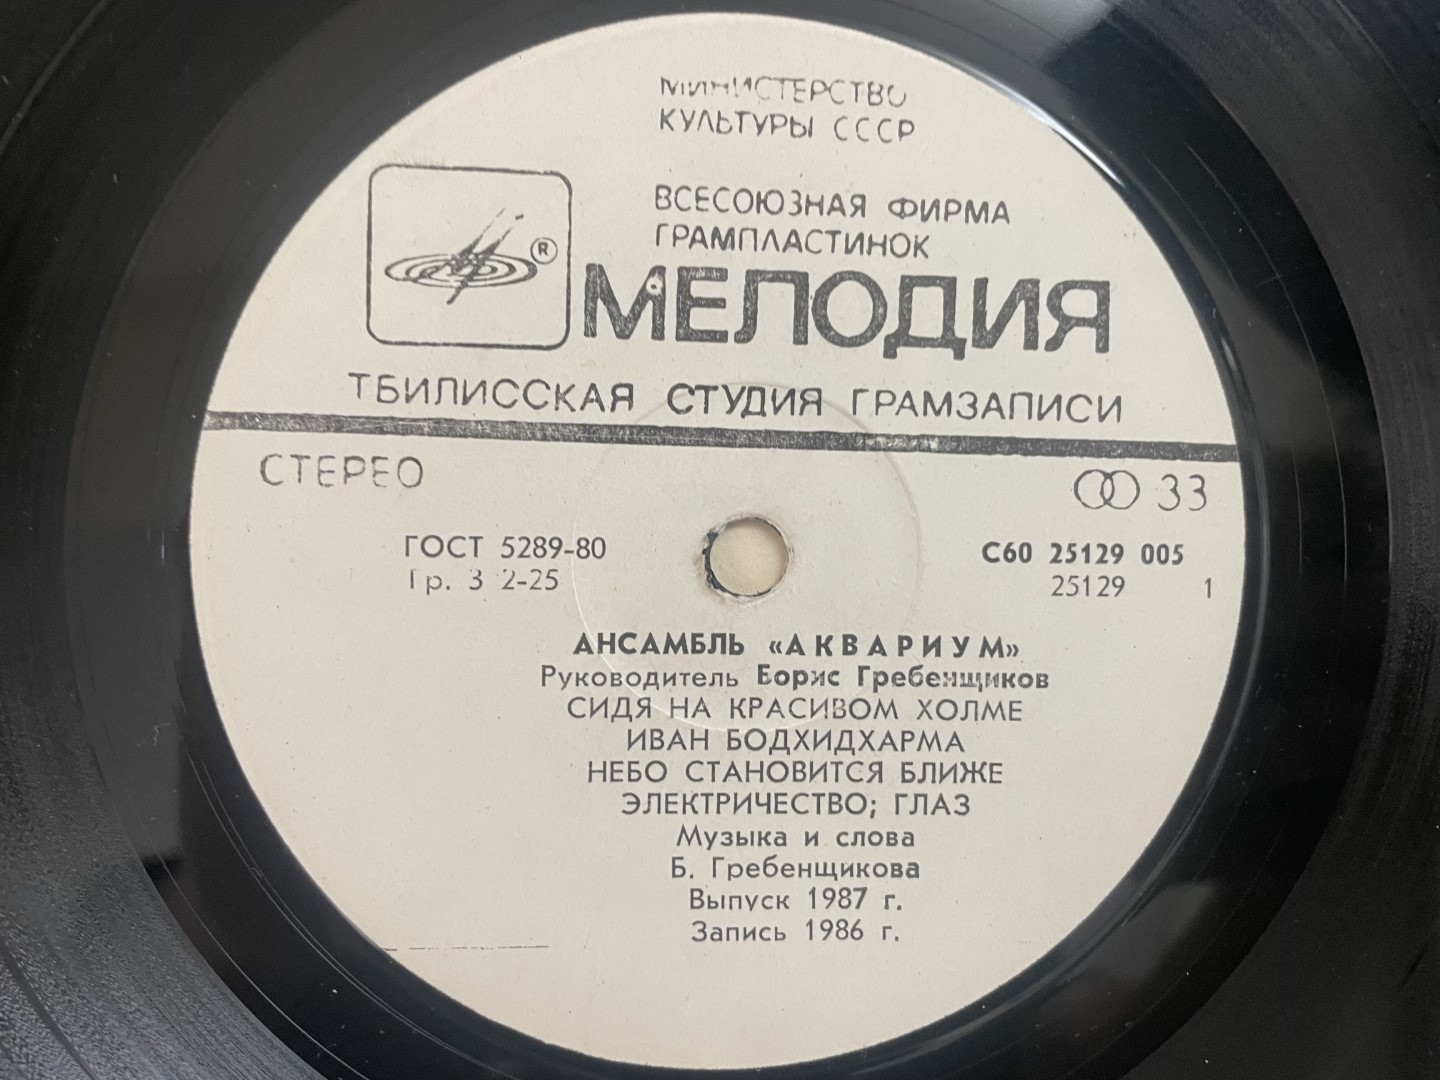 МИНИСТЕРСТВО
КУЛЬТУРЫ СССР
ВСЕСОЮЗНАЯ ФИРМА
ГРАМПЛАСТИНОК
®
МЕЛОДИЯ
ТБИЛИССКАЯ СТУДИЯ ГРАМЗАПИСИ
СТЕРЕО
33
ГОСТ 5289-80
Гр. 3 2-25
С60 25129 005
25129 1
АНСАМБЛЬ «АКВАРИУМ»
Руководитель Борис Гребенщиков
СИДЯ НА КРАСИВОМ ХОЛМЕ
ИВАН БОДХИДХАРМА
НЕБО СТАНОВИТСЯ БЛИЖЕ
ЭЛЕКТРИЧЕСТВО; ГЛАЗ
Музыка и слова
Б. Гребенщикова
Выпуск 1987 г.
Запись 1986 г.